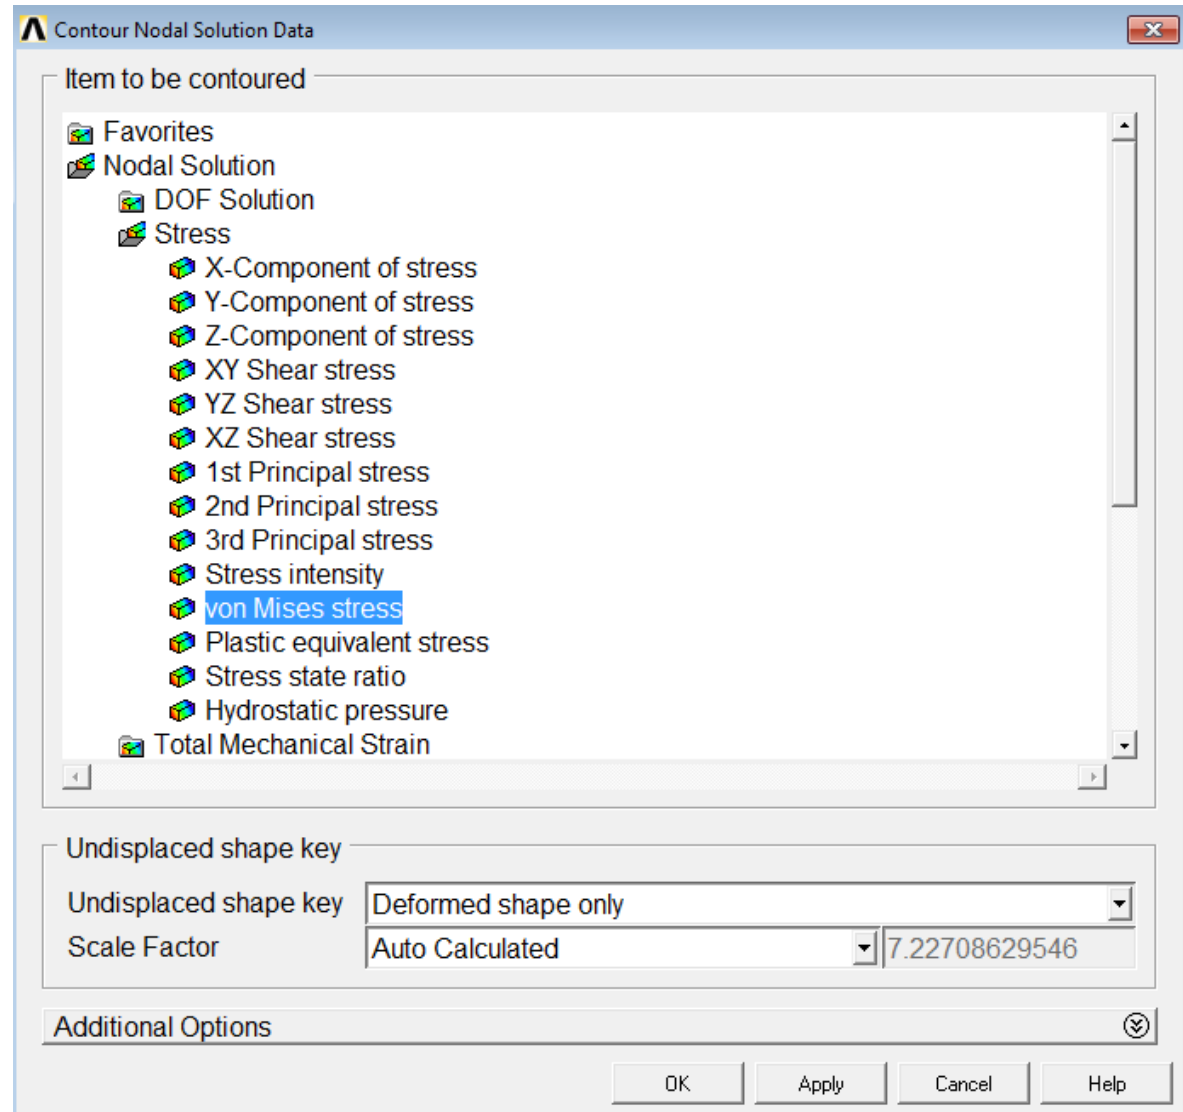 Contour Nodal Solution Data
Item to be contoured
Favorites
Nodal Solution
DOF Solution
Stress
X-Component of stress
Y-Component of stress
Z-Component of stress
XY Shear stress
YZ Shear stress
XZ Shear stress
1st Principal stress
2nd Principal stress
3rd Principal stress
Stress intensity
von Mises stress
Plastic equivalent stress
Stress state ratio
Hydrostatic pressure
Total Mechanical Strain
Undisplaced shape key
Undisplaced shape key Deformed shape only
Scale Factor Auto Calculated 7.22708629546
Additional Options
OK Apply Cancel Help